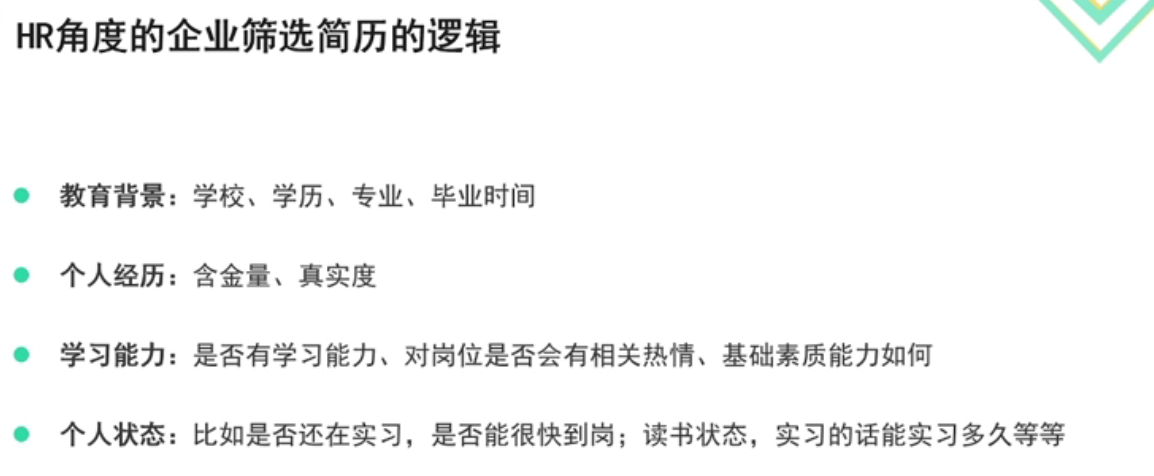 HR角度的企业筛选简历的逻辑
教育背景：学校、学历、专业、毕业时间
个人经历：含金量、真实度
学习能力：是否有学习能力、对岗位是否会有相关热情、基础素质能力如何
个人状态：比如是否还在实习，是否能很快到岗；读书状态，实习的话能实习多久等等